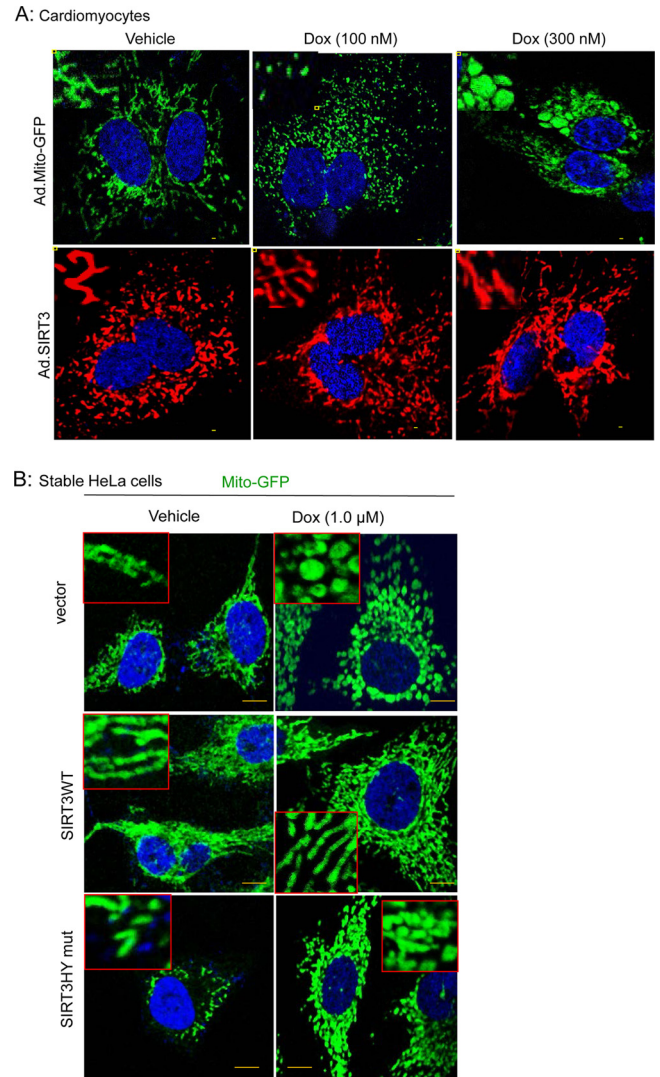 A: Cardiomyocytes
Vehicle
Dox (100 nM)
Dox (300 nM)
Ad.Mito-GFP
Ad.SIRT3
B: Stable HeLa cells
Mito-GFP
Vehicle
Dox (1.0 µM)
vector
SIRT3WT
SIRT3HY mut